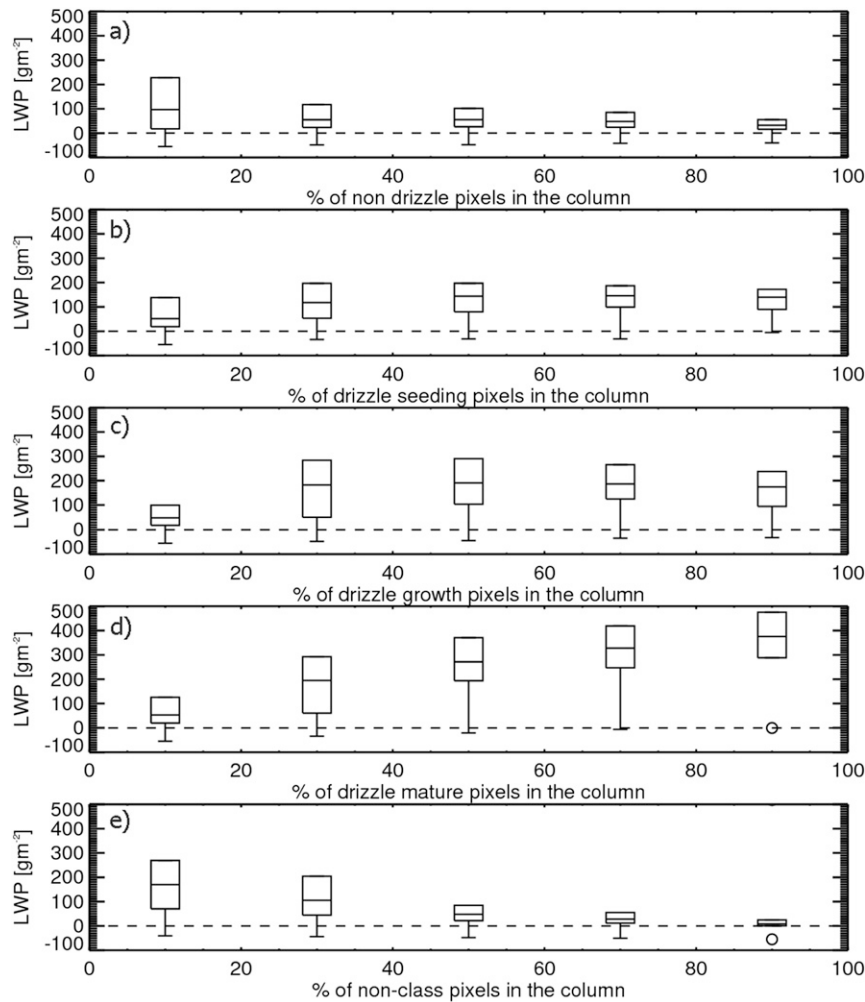 a)
LWP [gm-2]
500
400
300
200
100
0
-100
0 20 40 60 80 100
% of non drizzle pixels in the column
b)
LWP [gm-2]
500
400
300
200
100
0
-100
0 20 40 60 80 100
% of drizzle seeding pixels in the column
c)
LWP [gm-2]
500
400
300
200
100
0
-100
0 20 40 60 80 100
% of drizzle growth pixels in the column
d)
LWP [gm-2]
500
400
300
200
100
0
-100
0 20 40 60 80 100
% of drizzle mature pixels in the column
e)
LWP [gm-2]
500
400
300
200
100
0
-100
0 20 40 60 80 100
% of non-class pixels in the column